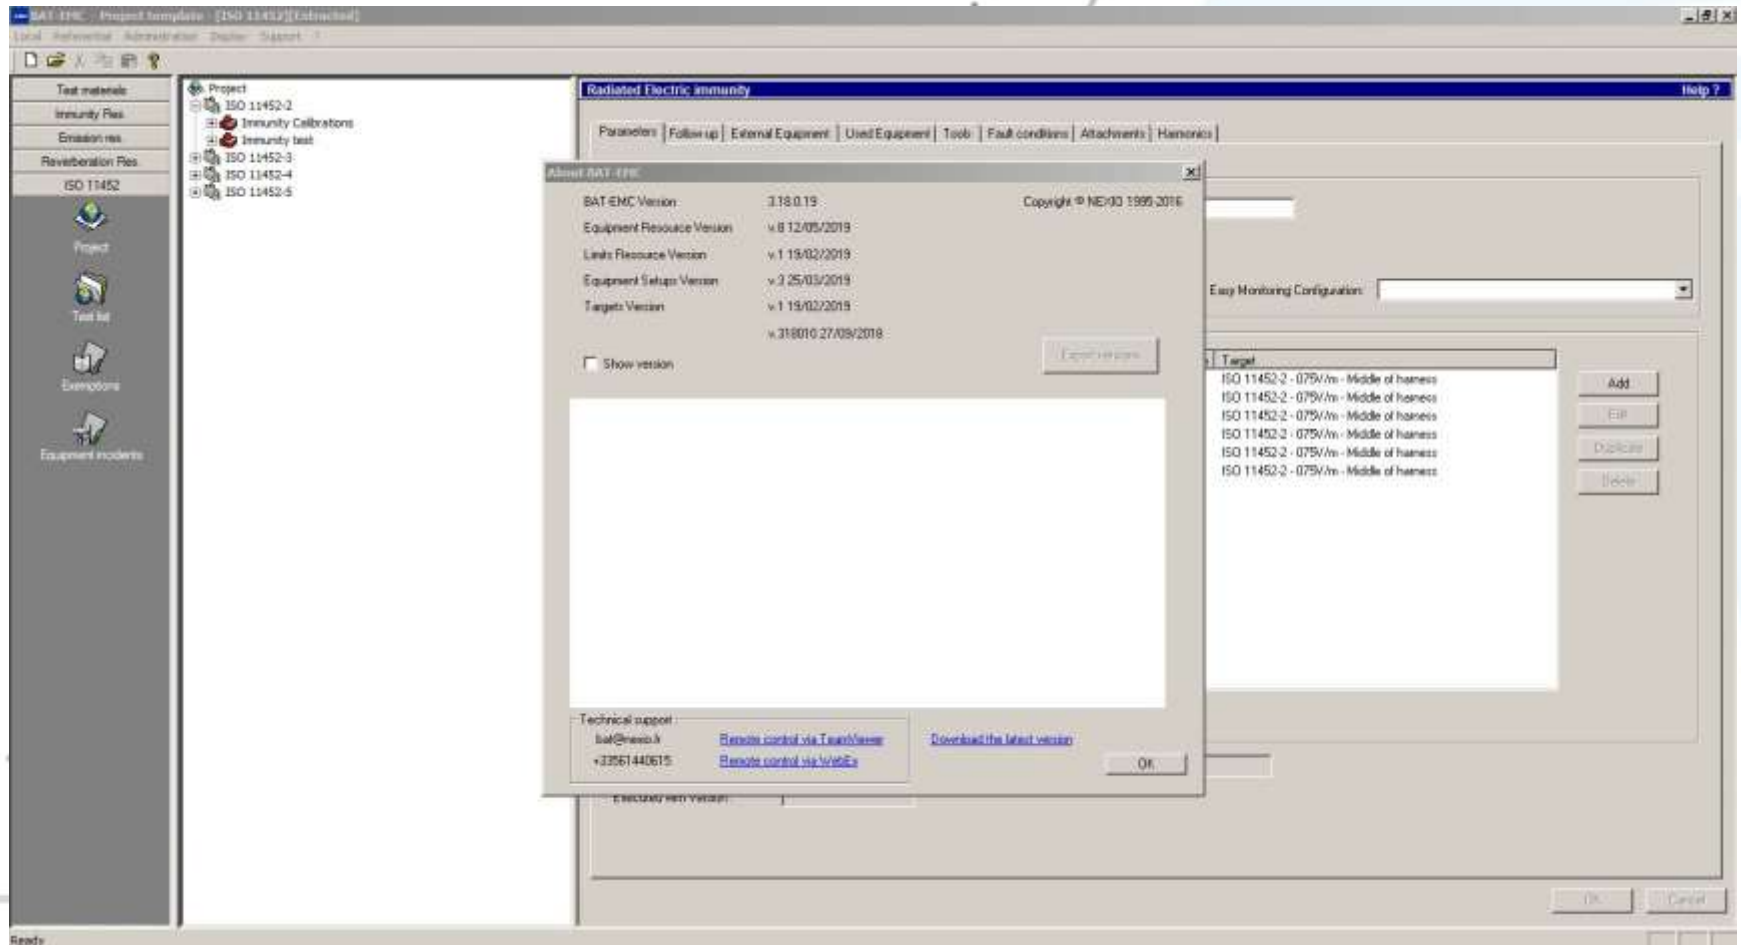 BAT-EMC - Project template - [ISO 11452][Extracted]
Local Referential Administration Display Support ?
Test materials
Immunity Res.
Emission res.
Reverberation Res.
ISO 11452
Project
Test list
Exemptions
Equipment incidents
Project
ISO 11452-2
Immunity Calibrations
Immunity test
ISO 11452-3
ISO 11452-4
ISO 11452-5
Radiated Electric immunity
Help ?
Parameters Follow up External Equipment Used Equipment Tools Fault conditions Attachments Harmonics
About BAT-EMC
BAT-EMC Version 3.18.0.19 Copyright © NEXIO 1995-2016
Equipment Resource Version v.8 12/05/2019
Limits Resource Version v.1 19/02/2019
Equipment Setups Version v.3 25/03/2019
Targets Version v.1 19/02/2019
v.318010 27/09/2018
Show version
Export versions
Easy Monitoring Configuration:
Target
ISO 11452-2 - 075V/m - Middle of harness
ISO 11452-2 - 075V/m - Middle of harness
ISO 11452-2 - 075V/m - Middle of harness
ISO 11452-2 - 075V/m - Middle of harness
ISO 11452-2 - 075V/m - Middle of harness
ISO 11452-2 - 075V/m - Middle of harness
Add
Edit
Duplicate
Delete
Technical support
bat@nexio.fr Remote control via TeamViewer Download the latest version
+33561440615 Remote control via WebEx
OK
Executed with Version:
OK Cancel
Ready